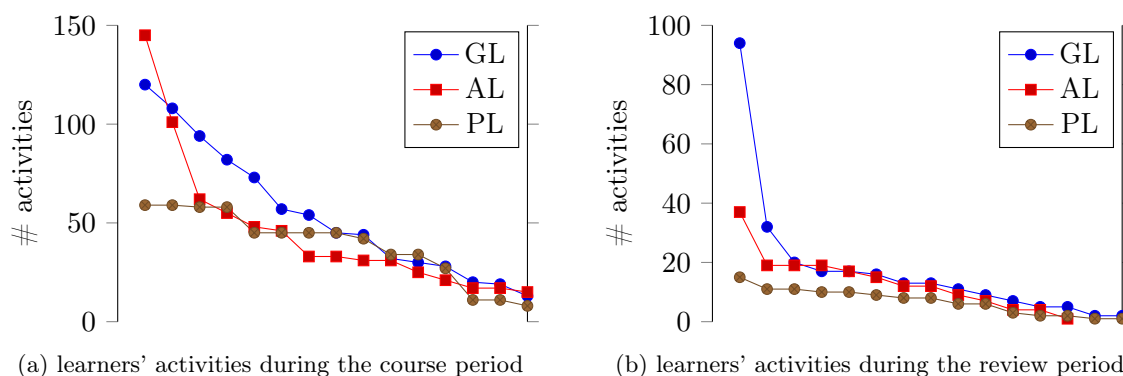 150
100
50
0
# activities
GL
AL
PL
(a) learners' activities during the course period
100
80
60
40
20
0
# activities
GL
AL
PL
(b) learners' activities during the review period